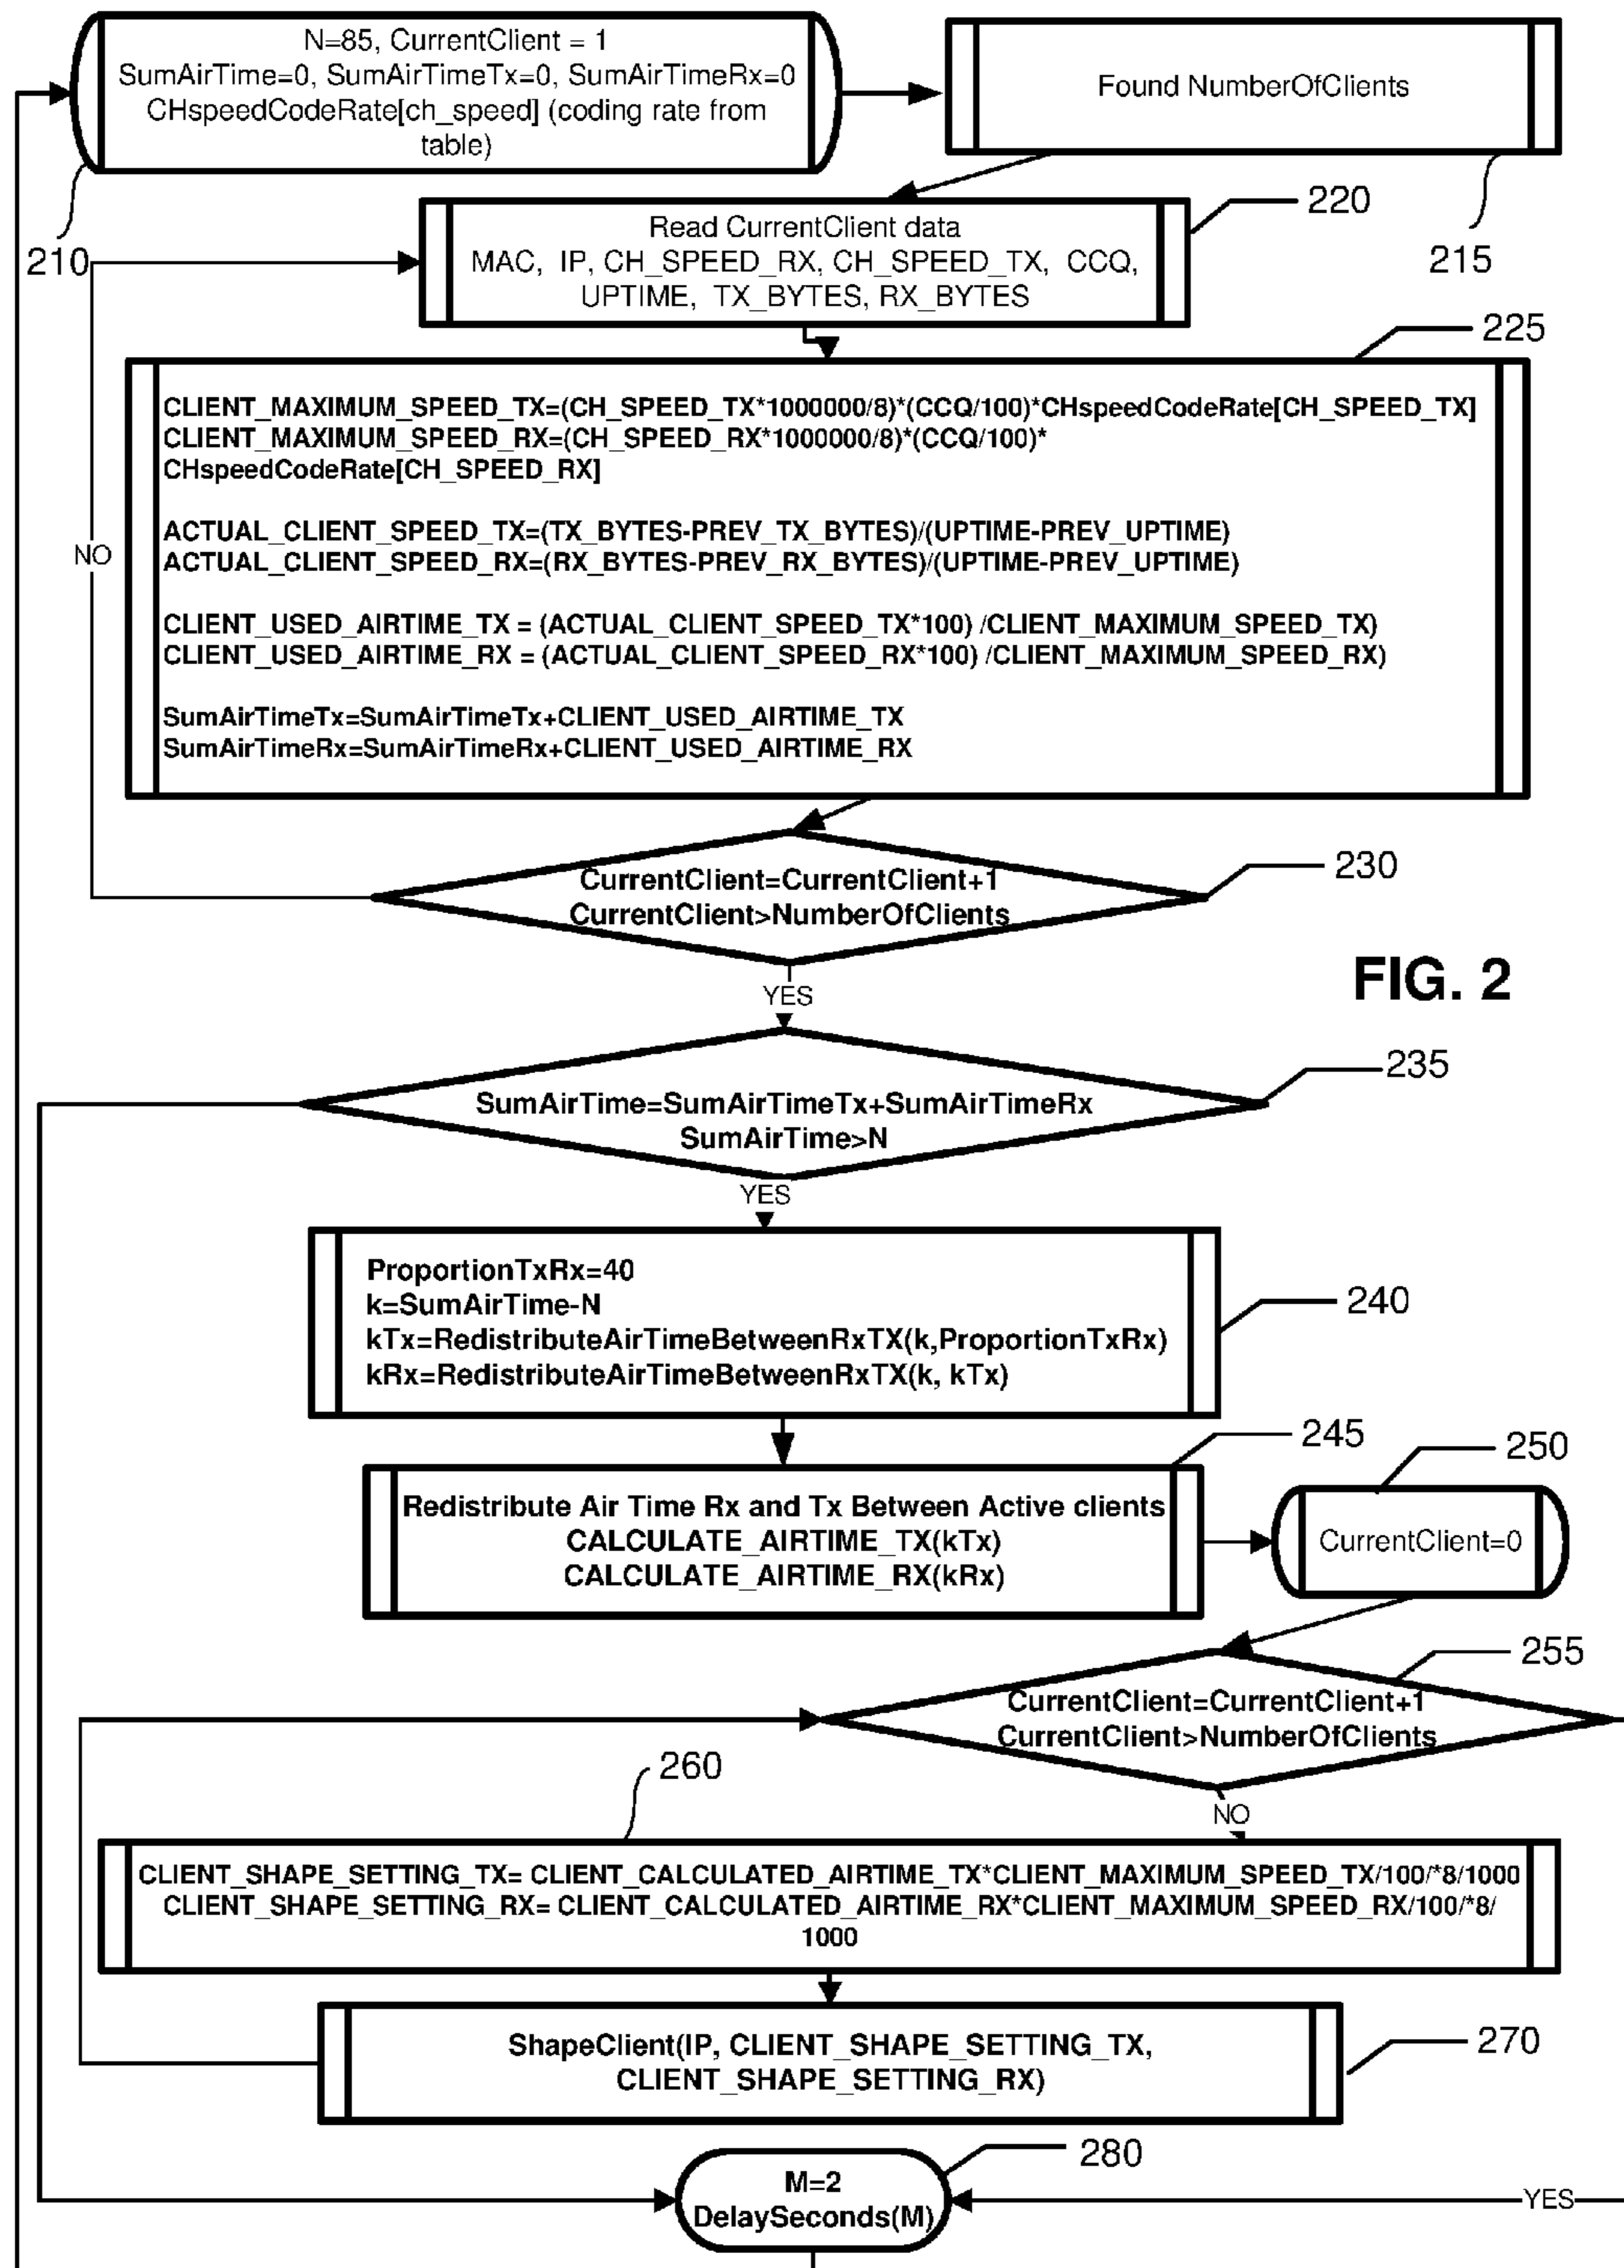 N=85, CurrentClient = 1
SumAirTime=0, SumAirTimeTx=0, SumAirTimeRx=0
CHspeedCodeRate[ch_speed] (coding rate from
table)
210
Found NumberOfClients
215
Read CurrentClient data
MAC, IP, CH_SPEED_RX, CH_SPEED_TX, CCQ,
UPTIME, TX_BYTES, RX_BYTES
220
225
CLIENT_MAXIMUM_SPEED_TX=(CH_SPEED_TX*1000000/8)*(CCQ/100)*CHspeedCodeRate[CH_SPEED_TX]
CLIENT_MAXIMUM_SPEED_RX=(CH_SPEED_RX*1000000/8)*(CCQ/100)*
CHspeedCodeRate[CH_SPEED_RX]
ACTUAL_CLIENT_SPEED_TX=(TX_BYTES-PREV_TX_BYTES)/(UPTIME-PREV_UPTIME)
ACTUAL_CLIENT_SPEED_RX=(RX_BYTES-PREV_RX_BYTES)/(UPTIME-PREV_UPTIME)
CLIENT_USED_AIRTIME_TX = (ACTUAL_CLIENT_SPEED_TX*100) /CLIENT_MAXIMUM_SPEED_TX)
CLIENT_USED_AIRTIME_RX = (ACTUAL_CLIENT_SPEED_RX*100) /CLIENT_MAXIMUM_SPEED_RX)
SumAirTimeTx=SumAirTimeTx+CLIENT_USED_AIRTIME_TX
SumAirTimeRx=SumAirTimeRx+CLIENT_USED_AIRTIME_RX
NO
CurrentClient=CurrentClient+1
CurrentClient>NumberOfClients
230
YES
FIG. 2
SumAirTime=SumAirTimeTx+SumAirTimeRx
SumAirTime>N
235
YES
ProportionTxRx=40
k=SumAirTime-N
kTx=RedistributeAirTimeBetweenRxTX(k,ProportionTxRx)
kRx=RedistributeAirTimeBetweenRxTX(k, kTx)
240
245
Redistribute Air Time Rx and Tx Between Active clients
CALCULATE_AIRTIME_TX(kTx)
CALCULATE_AIRTIME_RX(kRx)
250
CurrentClient=0
255
CurrentClient=CurrentClient+1
CurrentClient>NumberOfClients
NO
260
CLIENT_SHAPE_SETTING_TX= CLIENT_CALCULATED_AIRTIME_TX*CLIENT_MAXIMUM_SPEED_TX/100/*8/1000
CLIENT_SHAPE_SETTING_RX= CLIENT_CALCULATED_AIRTIME_RX*CLIENT_MAXIMUM_SPEED_RX/100/*8/
1000
ShapeClient(IP, CLIENT_SHAPE_SETTING_TX,
CLIENT_SHAPE_SETTING_RX)
270
280
M=2
DelaySeconds(M)
YES